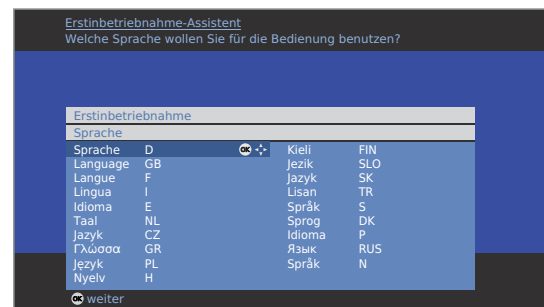 Erstinbetriebnahme-Assistent
Welche Sprache wollen Sie für die Bedienung benutzen?
Erstinbetriebnahme
Sprache
Sprache D OK Kieli FIN
Language GB Jezik SLO
Langue F Jazyk SK
Lingua I Lisan TR
Idioma E Språk S
Taal NL Sprog DK
Jazyk CZ Idioma P
Γλώσσα GR Язык RUS
Język PL Språk N
Nyelv H
OK weiter